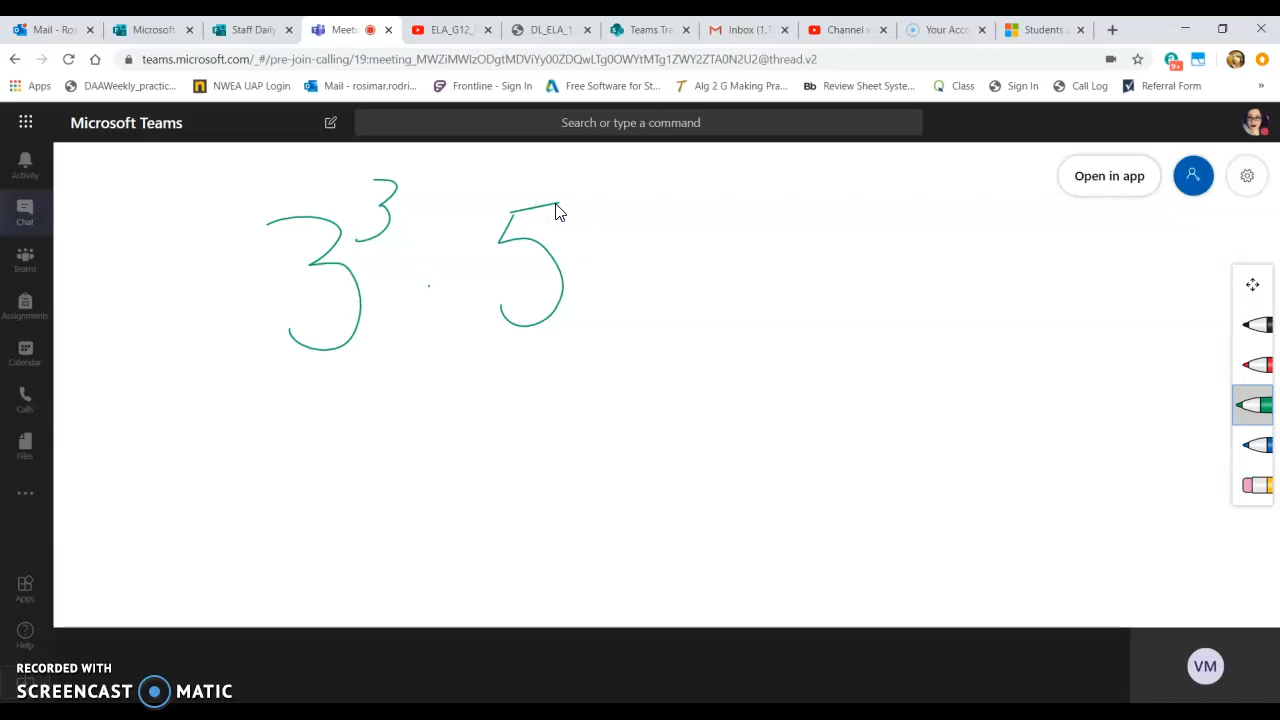 Mail - Ros Microsoft Staff Daily Meeti ELA_G12_ DL_ELA_1 Teams Tra Inbox (1,7 Channel Your Acco Students
teams.microsoft.com/_#/pre-join-calling/19:meeting_MWZiMWIzODgtMDViYy00ZDQwLTg0OWYtMTg1ZWY2ZTA0N2U2@thread.v2
9+
Apps DAAWeekly_practic... NWEA UAP Login Mail - rosimar.rodri... Frontline - Sign In Free Software for St... Alg 2 G Making Pra... Bb Review Sheet Syste... Class Sign In Call Log Referral Form »
Microsoft Teams Search or type a command
Activity
Chat
Teams
Assignments
Calendar
Calls
Files
...
Apps
Help
Open in app
3³ · 5
VM
RECORDED WITH
SCREENCAST MATIC